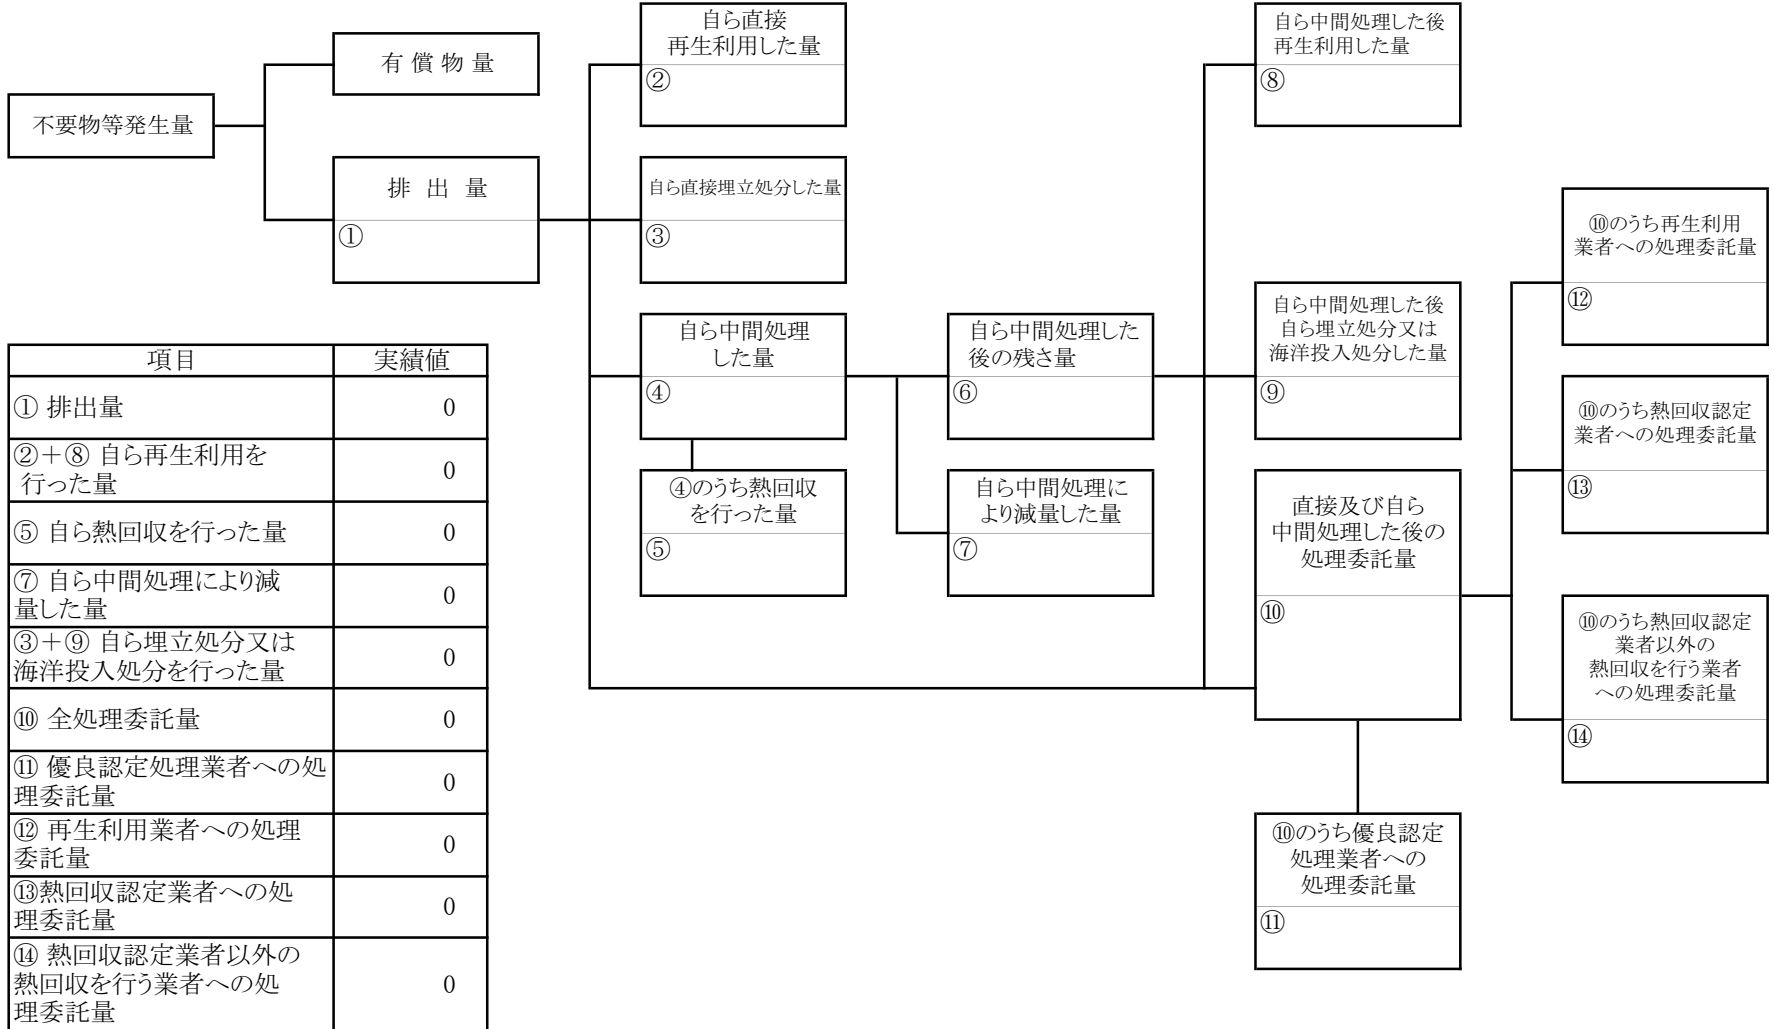 不要物等発生量
有 償 物 量
排 出 量
①
自ら直接
再生利用した量
②
自ら直接埋立処分した量
③
自ら中間処理
した量
④
④のうち熱回収
を行った量
⑤
自ら中間処理した
後の残さ量
⑥
自ら中間処理に
より減量した量
⑦
自ら中間処理した後
再生利用した量
⑧
自ら中間処理した後
自ら埋立処分又は
海洋投入処分した量
⑨
直接及び自ら
中間処理した後の
処理委託量
⑩
⑩のうち優良認定
処理業者への
処理委託量
⑪
⑩のうち再生利用
業者への処理委託量
⑫
⑩のうち熱回収認定
業者への処理委託量
⑬
⑩のうち熱回収認定
業者以外の
熱回収を行う業者
への処理委託量
⑭
項目 実績値
① 排出量 0
②+⑧ 自ら再生利用を
行った量 0
⑤ 自ら熱回収を行った量 0
⑦ 自ら中間処理により減
量した量 0
③+⑨ 自ら埋立処分又は
海洋投入処分を行った量 0
⑩ 全処理委託量 0
⑪ 優良認定処理業者への処
理委託量 0
⑫ 再生利用業者への処理
委託量 0
⑬熱回収認定業者への処
理委託量 0
⑭ 熱回収認定業者以外の
熱回収を行う業者への処 0
理委託量